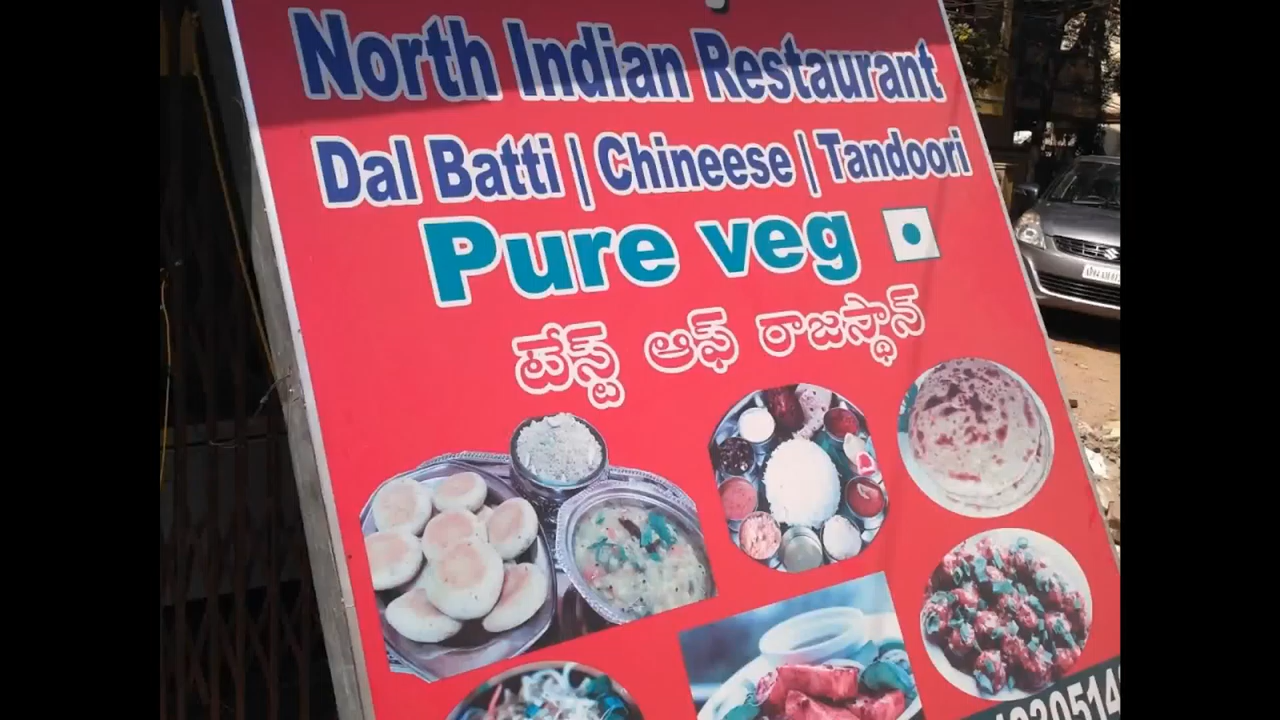 North Indian Restaurant
Dal Batti | Chineese | Tandoori
Pure veg
టేస్ట్ ఆఫ్ రాజస్థాన్